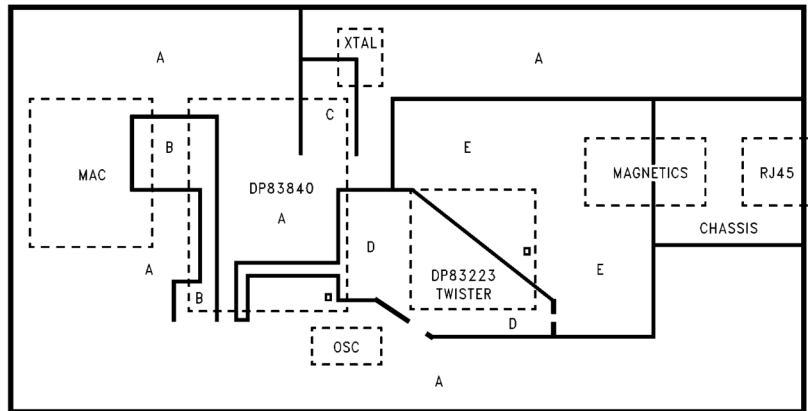 XTAL
A
A
C
B
E
MAC
MAGNETICS
RJ45
DP83840
A
CHASSIS
D
A
E
DP83223
TWISTER
B
D
OSC
A